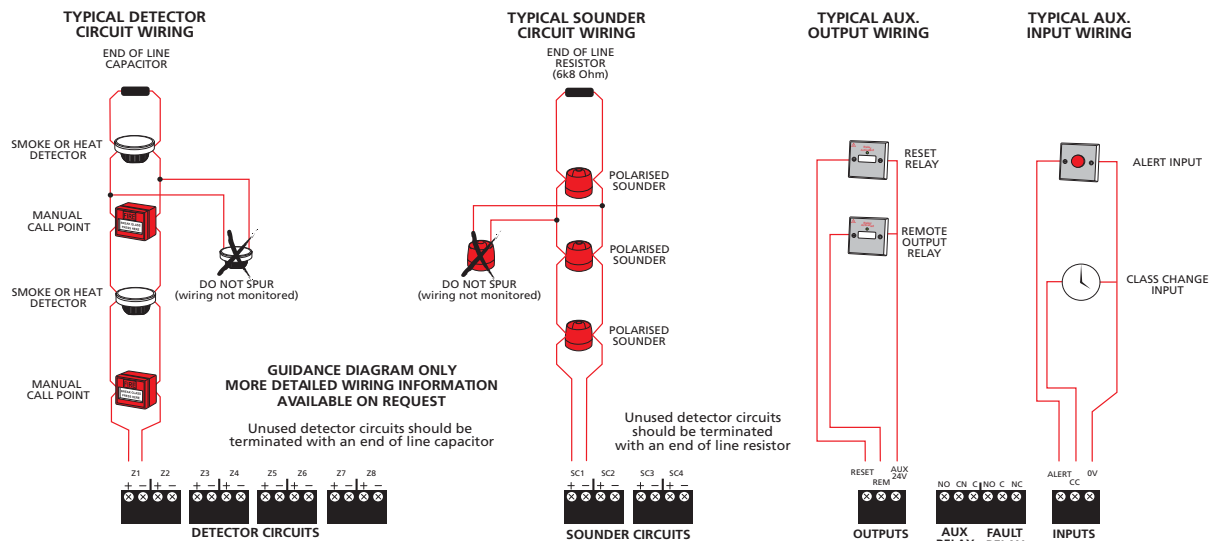 TYPICAL DETECTOR
CIRCUIT WIRING
END OF LINE
CAPACITOR
SMOKE OR HEAT
DETECTOR
MANUAL
CALL POINT
SMOKE OR HEAT
DETECTOR
MANUAL
CALL POINT
DO NOT SPUR
(wiring not monitored)
TYPICAL SOUNDER
CIRCUIT WIRING
END OF LINE
RESISTOR
(6k8 Ohm)
POLARISED
SOUNDER
POLARISED
SOUNDER
POLARISED
SOUNDER
DO NOT SPUR
(wiring not monitored)
TYPICAL AUX.
OUTPUT WIRING
RESET
RELAY
REMOTE
OUTPUT
RELAY
TYPICAL AUX.
INPUT WIRING
ALERT INPUT
CLASS CHANGE
INPUT
GUIDANCE DIAGRAM ONLY
MORE DETAILED WIRING INFORMATION
AVAILABLE ON REQUEST
Unused detector circuits should be
terminated with an end of line capacitor
Unused detector circuits
should be terminated
with an end of line resistor
Z1 Z2 Z3 Z4 Z5 Z6 Z7 Z8
+ − + − + − + − + − + − + − + −
DETECTOR CIRCUITS
SC1 SC2 SC3 SC4
+ − + − + − + −
SOUNDER CIRCUITS
RESET
REM
AUX
24V
OUTPUTS
NO CN C NO C NC
AUX
FAULT
ALERT
CC
0V
INPUTS